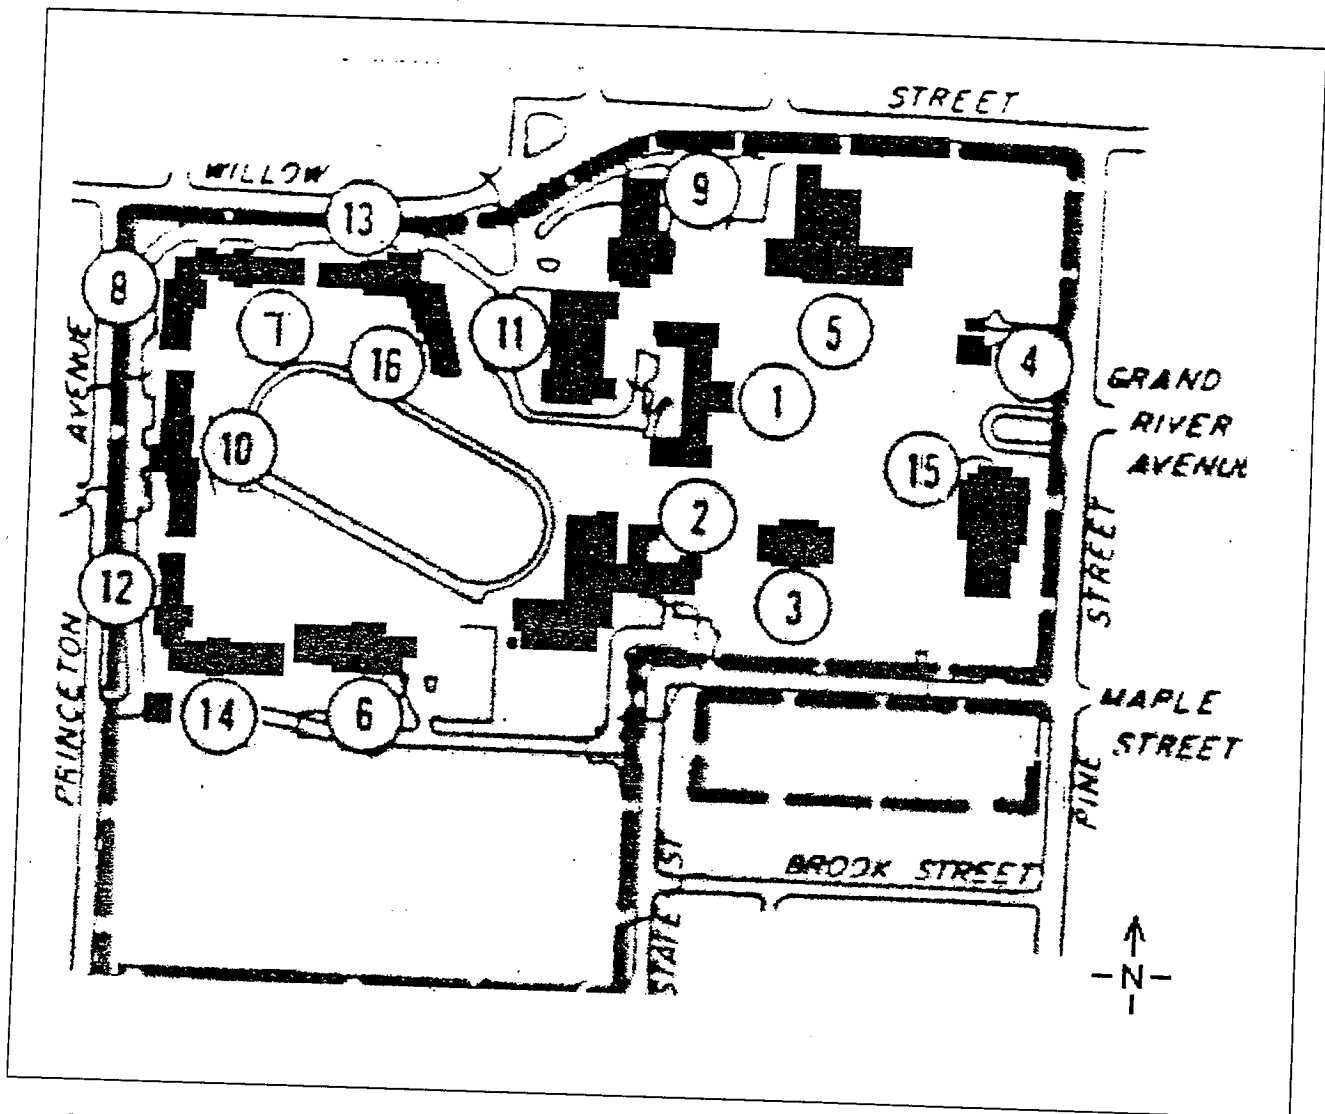 STREET
WILLOW
9
13
8
7
11
5
16
4
1
GRAND
RIVER
AVENUE
AVENUE
10
15
2
STREET
12
3
PRINCETON
14
6
MAPLE
STREET
PINE
BROOK STREET
STATE ST
N